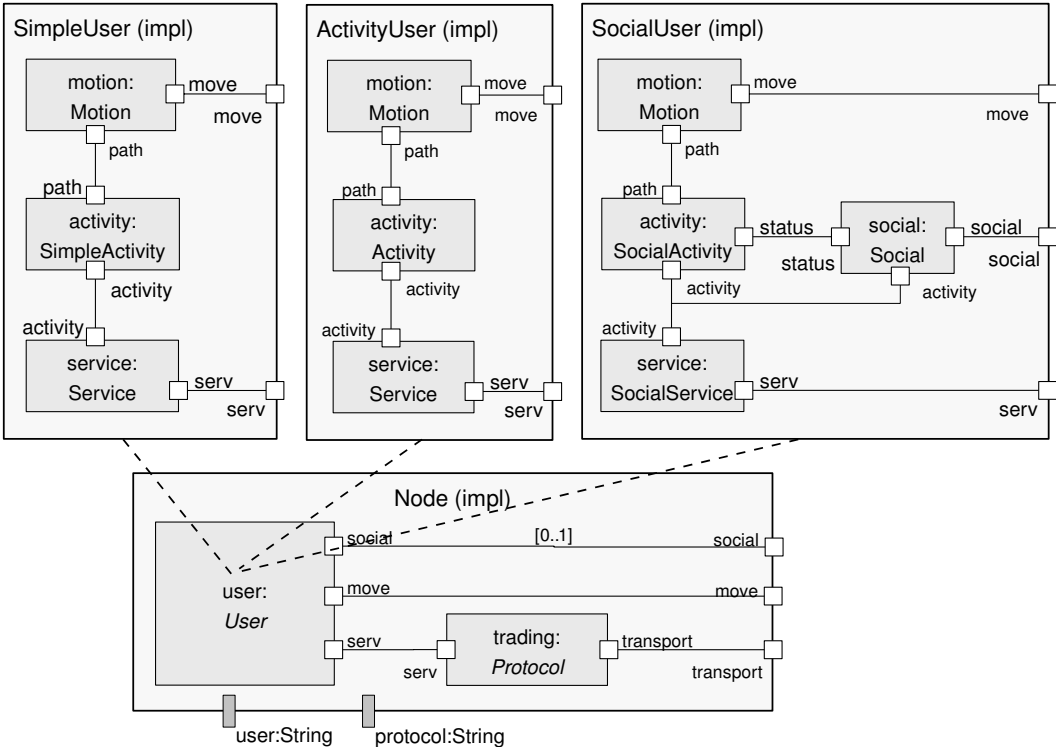 SimpleUser (impl)
motion:
Motion
move
move
path
path
activity:
SimpleActivity
activity
activity
service:
Service
serv
serv
ActivityUser (impl)
motion:
Motion
move
move
path
path
activity:
Activity
activity
activity
service:
Service
serv
serv
SocialUser (impl)
motion:
Motion
move
move
path
path
activity:
SocialActivity
status
status
social:
Social
social
social
activity
activity
activity
service:
SocialService
serv
serv
Node (impl)
user:
User
social
[0..1]
social
move
move
serv
serv
trading:
Protocol
transport
transport
user:String
protocol:String